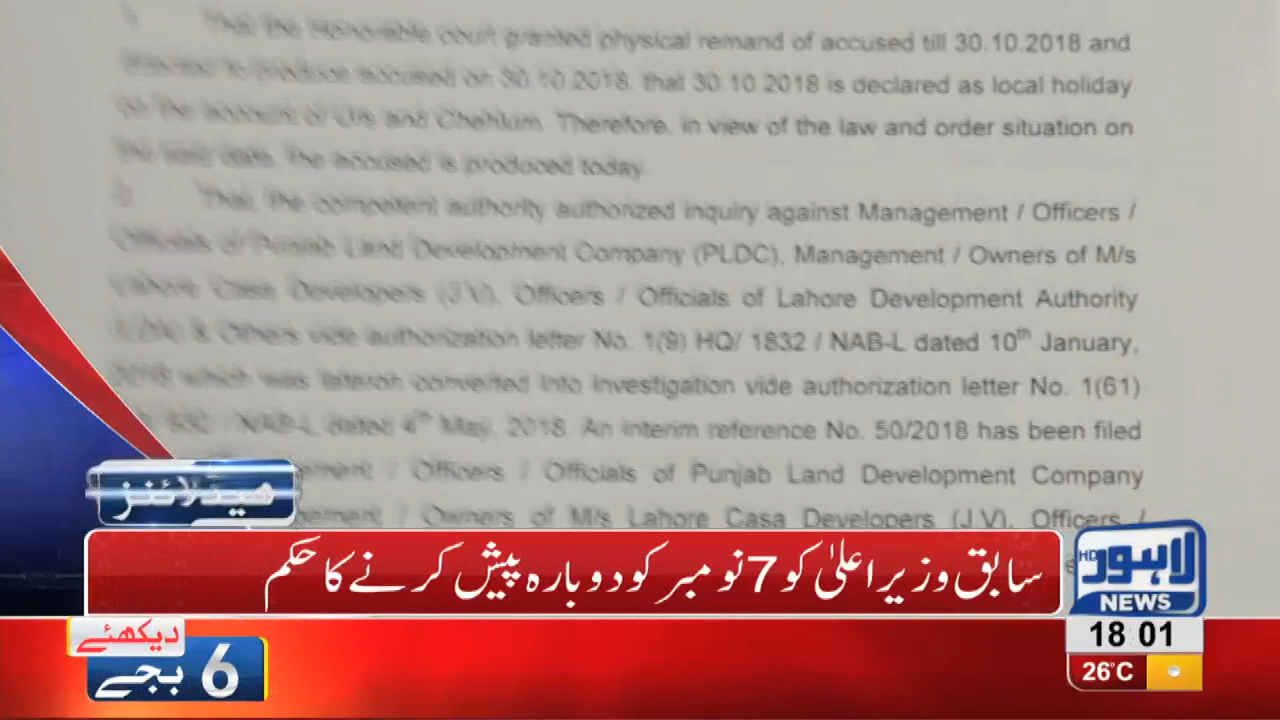 That the Honorable court granted physical remand of accused till 30.10.2018 and
directed to produce accused on 30.10.2018. that 30.10.2018 is declared as local holiday
on the account of Urs and Chehlum. Therefore, in view of the law and order situation on
the said date. The accused is produced today.
That, the competent authority authorized inquiry against Management / Officers /
Officials of Punjab Land Development Company (PLDC), Management / Owners of M/s
Lahore Casa Developers (J.V), Officers / Officials of Lahore Development Authority
& Others vide authorization letter No. 1(9) HQ/ 1832 / NAB-L dated 10th January,
which was lateron converted into investigation vide authorization letter No. 1(61)
NAB-L dated 4th May, 2018. An interim reference No. 50/2018 has been filed
/ Officers / Officials of Punjab Land Development Company
/ Owners of M/s Lahore Casa Developers (J.V), Officers /
ہیڈلائنز
سابق وزیراعلیٰ کو 7 نومبر کو دوبارہ پیش کرنے کا حکم
لاہور HD
NEWS
18 01
26°C
دیکھئے
6 بجے